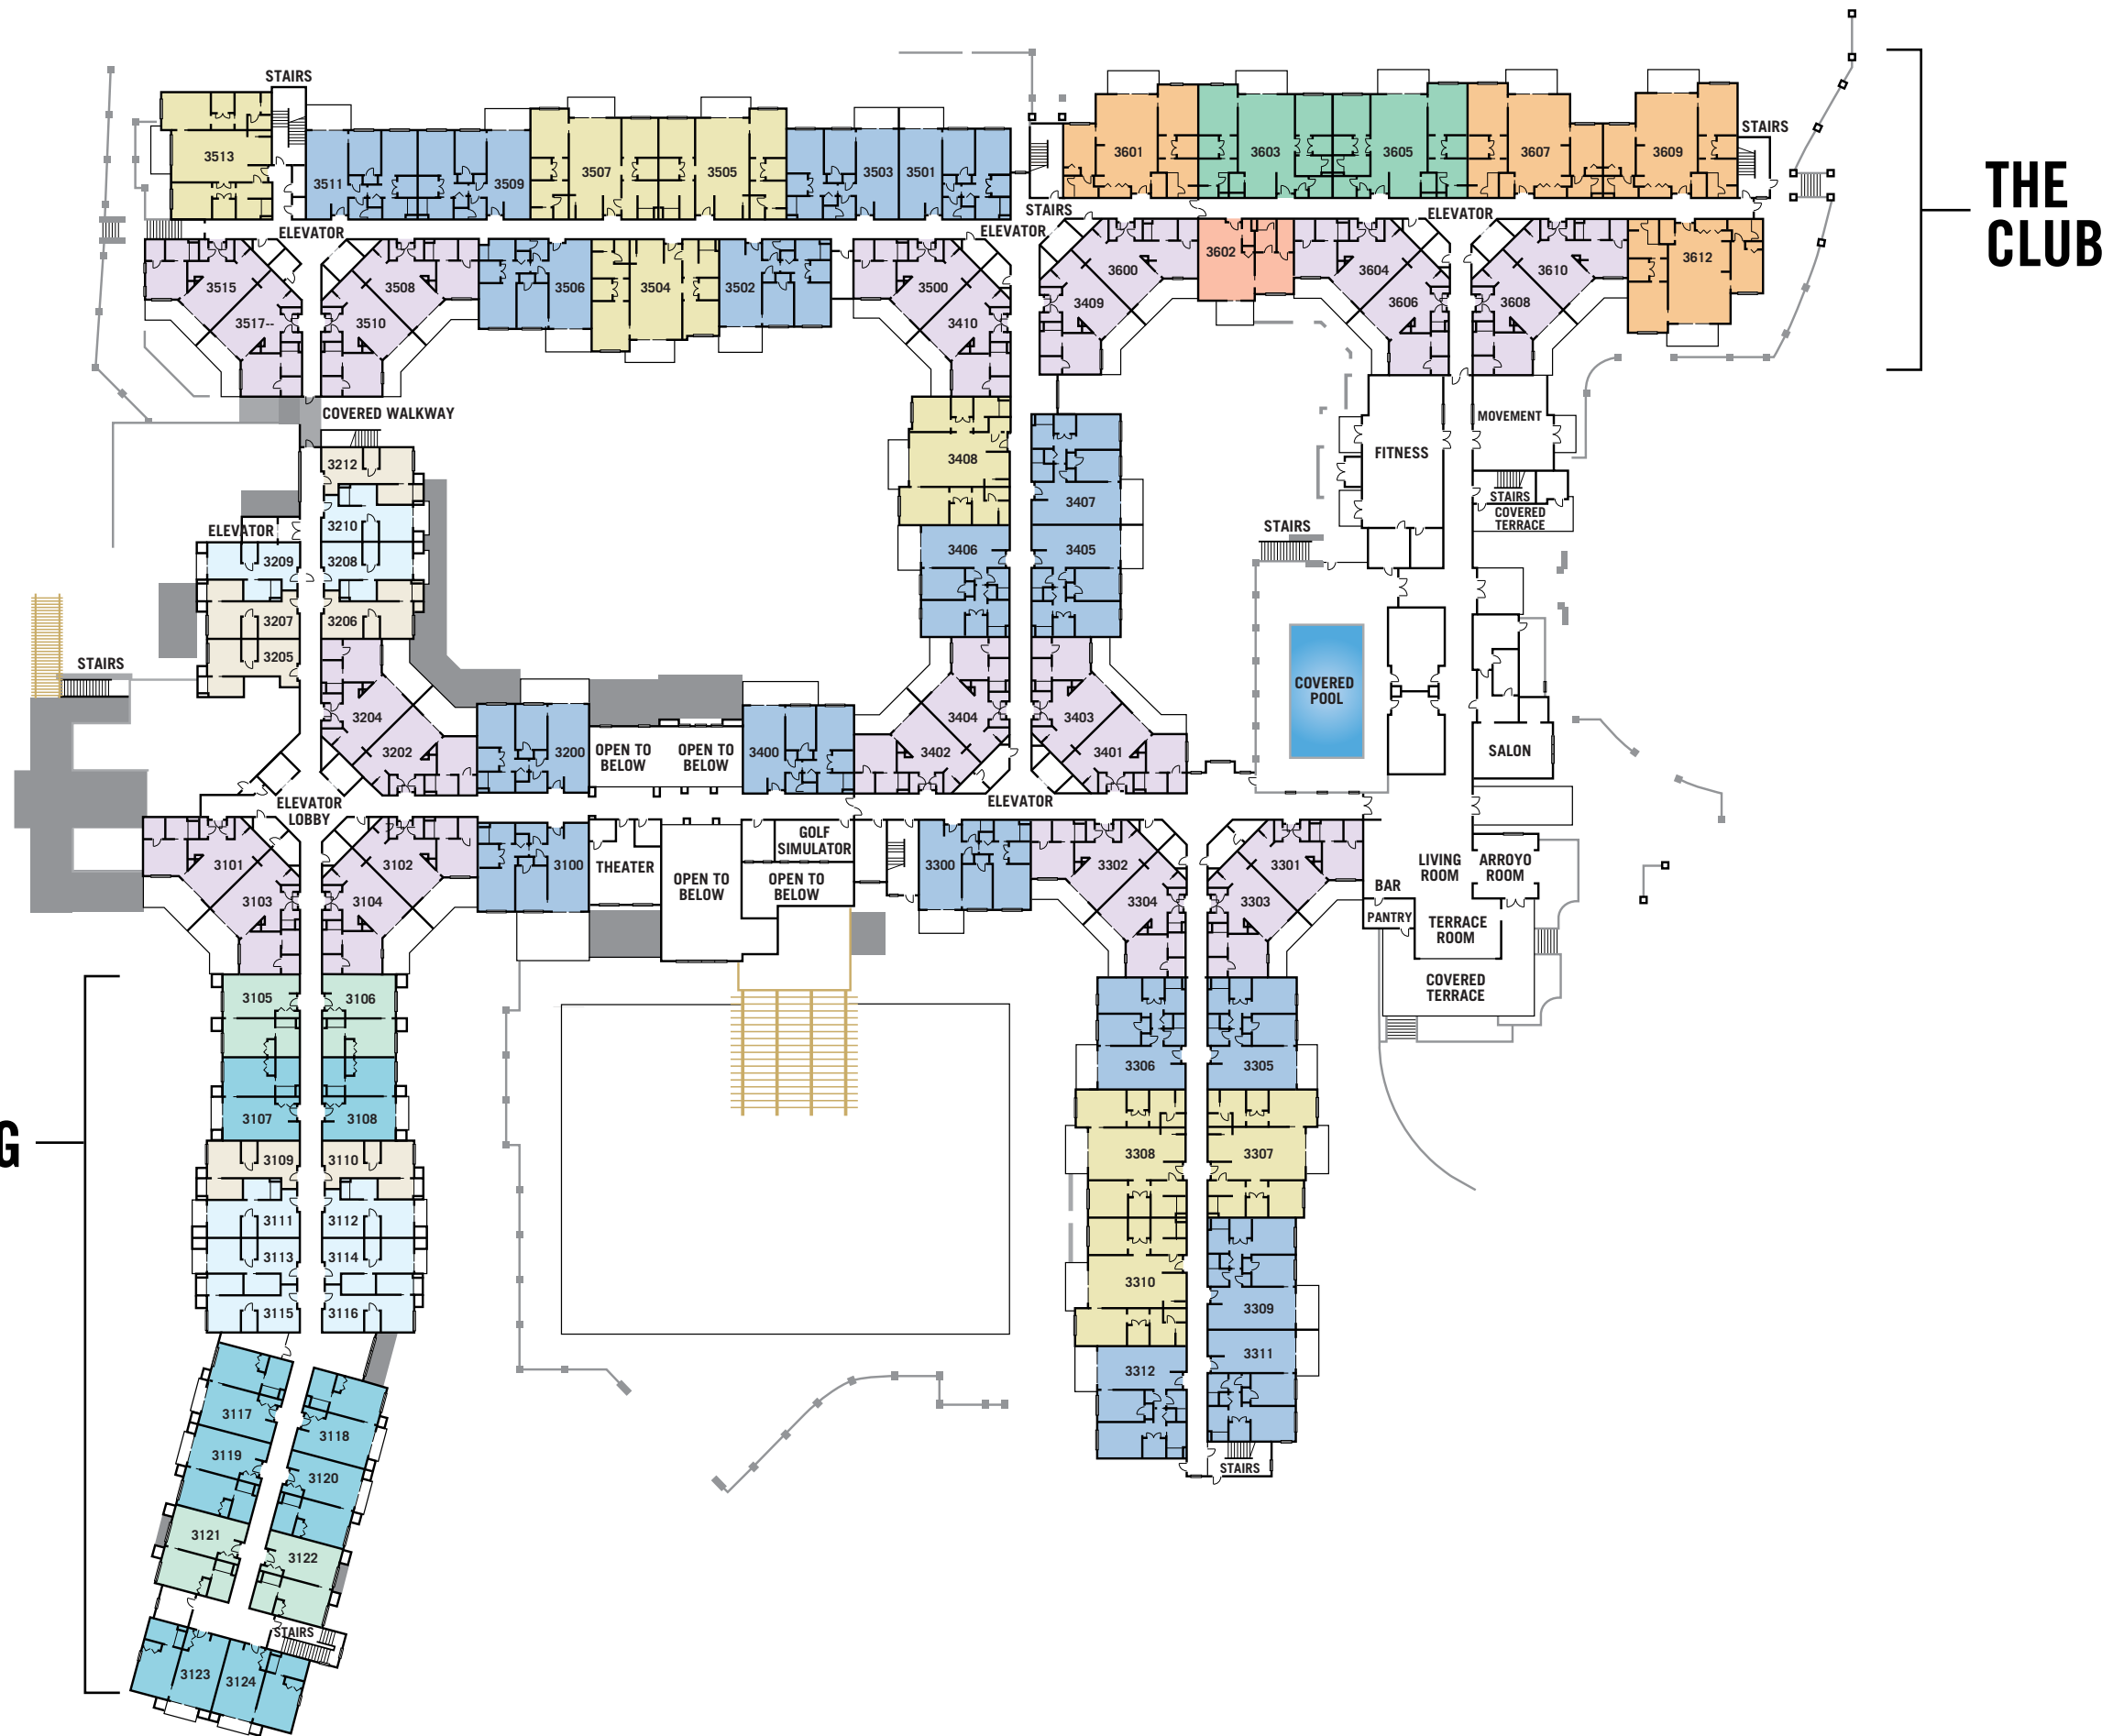 THE
CLUB
STAIRS
3513
3511
3509
3507
3505
3503
3501
3601
3603
3605
3607
3609
STAIRS
STAIRS
ELEVATOR
ELEVATOR
ELEVATOR
3515
3517--
3508
3510
3506
3504
3502
3500
3410
3600
3409
3602
3604
3606
3610
3608
3612
COVERED WALKWAY
3212
3210
ELEVATOR
3209
3208
3207
3206
3205
STAIRS
3204
3202
3200
OPEN TO
BELOW
OPEN TO
BELOW
3400
3408
3407
3406
3405
3404
3402
3403
3401
FITNESS
MOVEMENT
STAIRS
COVERED
TERRACE
STAIRS
COVERED
POOL
SALON
ELEVATOR
LOBBY
ELEVATOR
3101
3103
3102
3104
3100
THEATER
OPEN TO
BELOW
GOLF
SIMULATOR
OPEN TO
BELOW
3300
3302
3304
3301
3303
LIVING
ROOM
ARROYO
ROOM
BAR
PANTRY
TERRACE
ROOM
COVERED
TERRACE
3105
3106
3107
3108
G
3109
3110
3111
3112
3113
3114
3115
3116
3306
3305
3308
3307
3310
3309
3312
3311
STAIRS
3117
3118
3119
3120
3121
3122
STAIRS
3123
3124